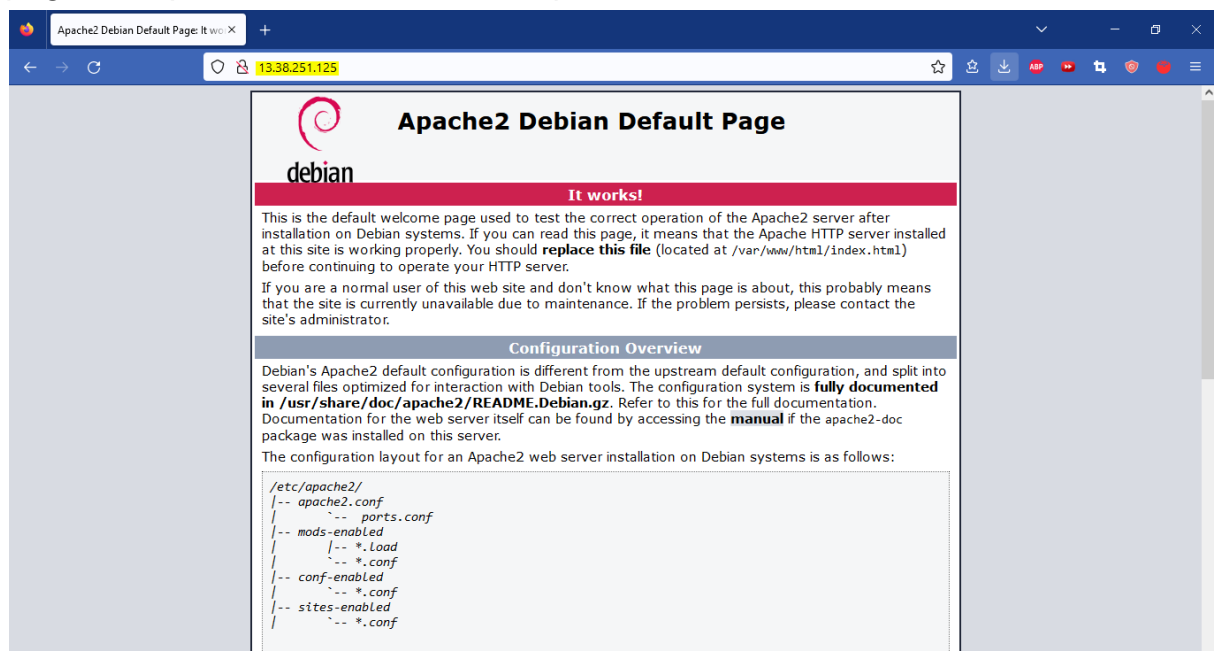 Apache2 Debian Default Page: It wo
13.38.251.125
ABP
Apache2 Debian Default Page
debian
It works!
This is the default welcome page used to test the correct operation of the Apache2 server after
installation on Debian systems. If you can read this page, it means that the Apache HTTP server installed
at this site is working properly. You should replace this file (located at /var/www/html/index.html)
before continuing to operate your HTTP server.
If you are a normal user of this web site and don't know what this page is about, this probably means
that the site is currently unavailable due to maintenance. If the problem persists, please contact the
site's administrator.
Configuration Overview
Debian's Apache2 default configuration is different from the upstream default configuration, and split into
several files optimized for interaction with Debian tools. The configuration system is fully documented
in /usr/share/doc/apache2/README.Debian.gz. Refer to this for the full documentation.
Documentation for the web server itself can be found by accessing the manual if the apache2-doc
package was installed on this server.
The configuration layout for an Apache2 web server installation on Debian systems is as follows:
/etc/apache2/
|-- apache2.conf
|       `--  ports.conf
|-- mods-enabled
|       |-- *.load
|       `-- *.conf
|-- conf-enabled
|       `-- *.conf
|-- sites-enabled
|       `-- *.conf